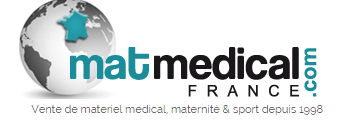 matmedical.com
FRANCE
Vente de materiel medical, maternité & sport depuis 1998